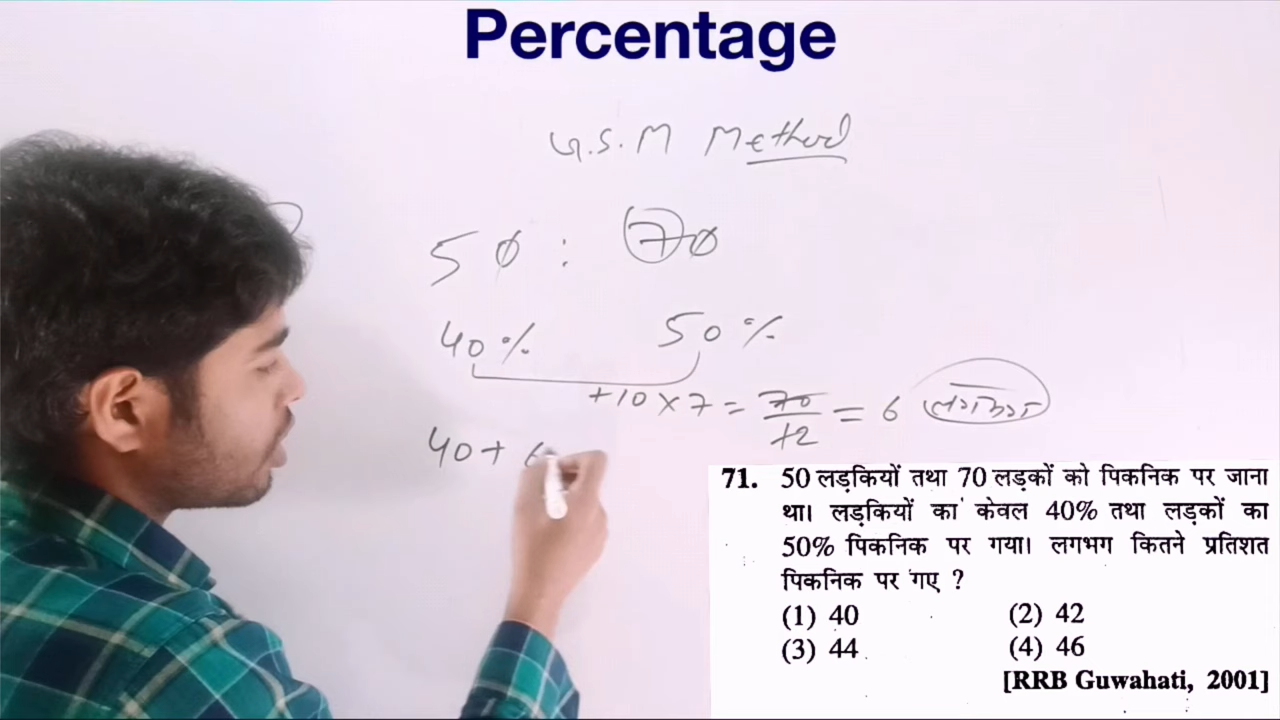 Percentage
G.S.M Method
50 : 70
40% 50%
+10 × 7 = 70/12 = 6 लगभग
40 + 6
71. 50 लड़कियों तथा 70 लड़कों को पिकनिक पर जाना
था। लड़कियों का केवल 40% तथा लड़कों का
50% पिकनिक पर गया। लगभग कितने प्रतिशत
पिकनिक पर गए ?
(1) 40 (2) 42
(3) 44 (4) 46
[RRB Guwahati, 2001]